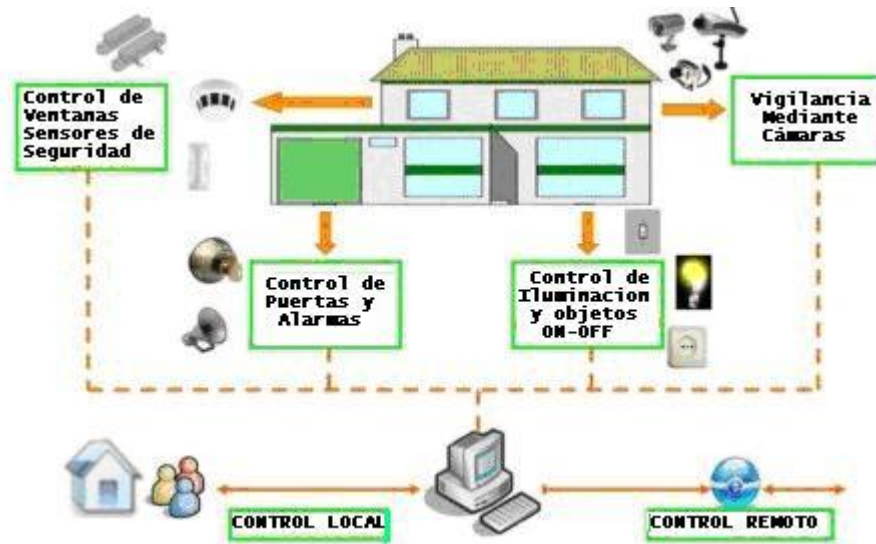 Control de
Ventanas
Sensores de
Seguridad
Vigilancia
Mediante
Cámaras
Control de
Puertas y
Alarmas
Control de
Iluminacion
y objetos
ON-OFF
CONTROL LOCAL
CONTROL REMOTO